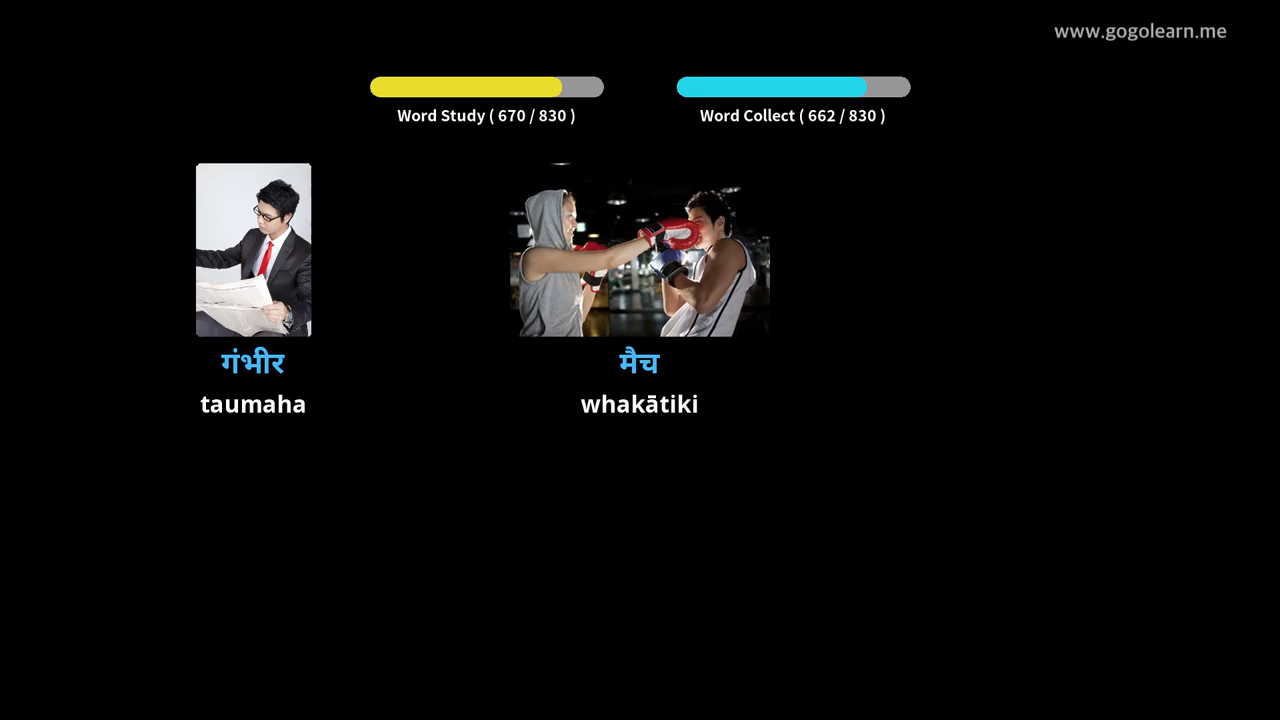 www.gogolearn.me
Word Study ( 670 / 830 )
Word Collect ( 662 / 830 )
गंभीर
taumaha
मैच
whakātiki